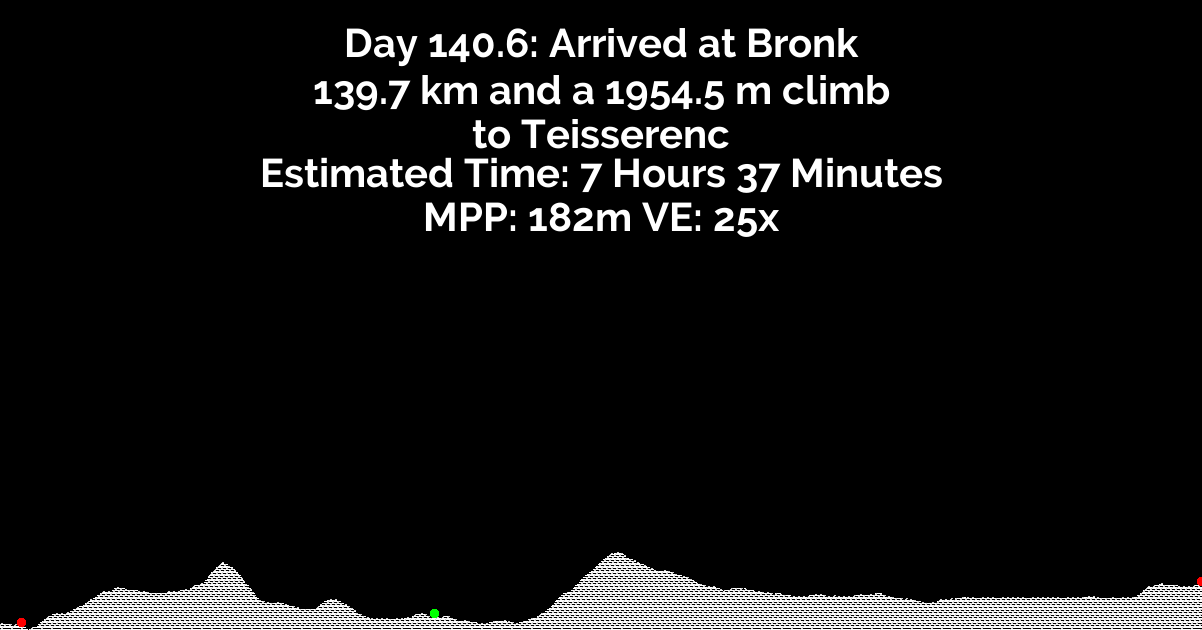 Day 140.6: Arrived at Bronk
139.7 km and a 1954.5 m climb
to Teisserenc
Estimated Time: 7 Hours 37 Minutes
MPP: 182m VE: 25x